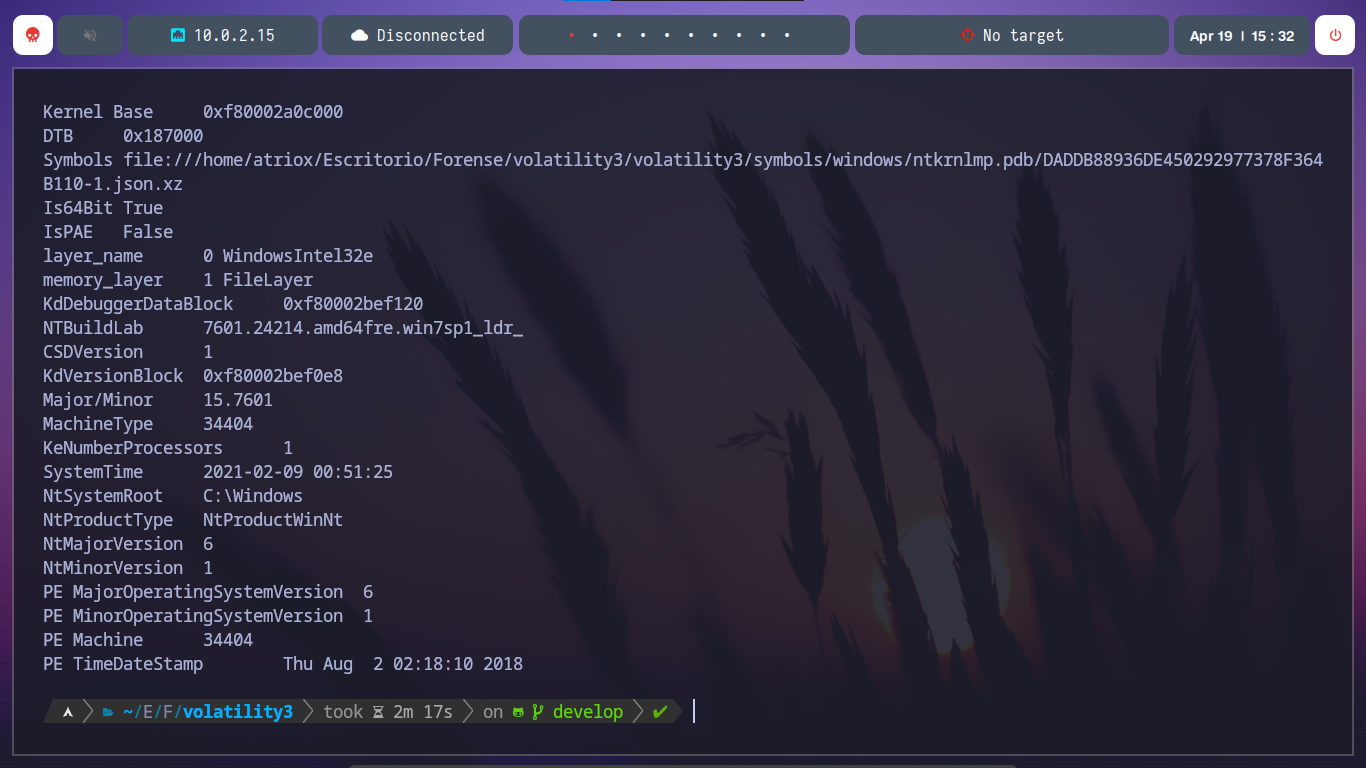 10.0.2.15
Disconnected
No target
Apr 19 | 15 : 32
Kernel Base 0xf80002a0c000
DTB 0x187000
Symbols file:///home/atriox/Escritorio/Forense/volatility3/volatility3/symbols/windows/ntkrnlmp.pdb/DADDB88936DE450292977378F364
B110-1.json.xz
Is64Bit True
IsPAE False
layer_name 0 WindowsIntel32e
memory_layer 1 FileLayer
KdDebuggerDataBlock 0xf80002bef120
NTBuildLab 7601.24214.amd64fre.win7sp1_ldr_
CSDVersion 1
KdVersionBlock 0xf80002bef0e8
Major/Minor 15.7601
MachineType 34404
KeNumberProcessors 1
SystemTime 2021-02-09 00:51:25
NtSystemRoot C:\Windows
NtProductType NtProductWinNt
NtMajorVersion 6
NtMinorVersion 1
PE MajorOperatingSystemVersion 6
PE MinorOperatingSystemVersion 1
PE Machine 34404
PE TimeDateStamp Thu Aug 2 02:18:10 2018
~/E/F/volatility3 took 2m 17s on develop ✔